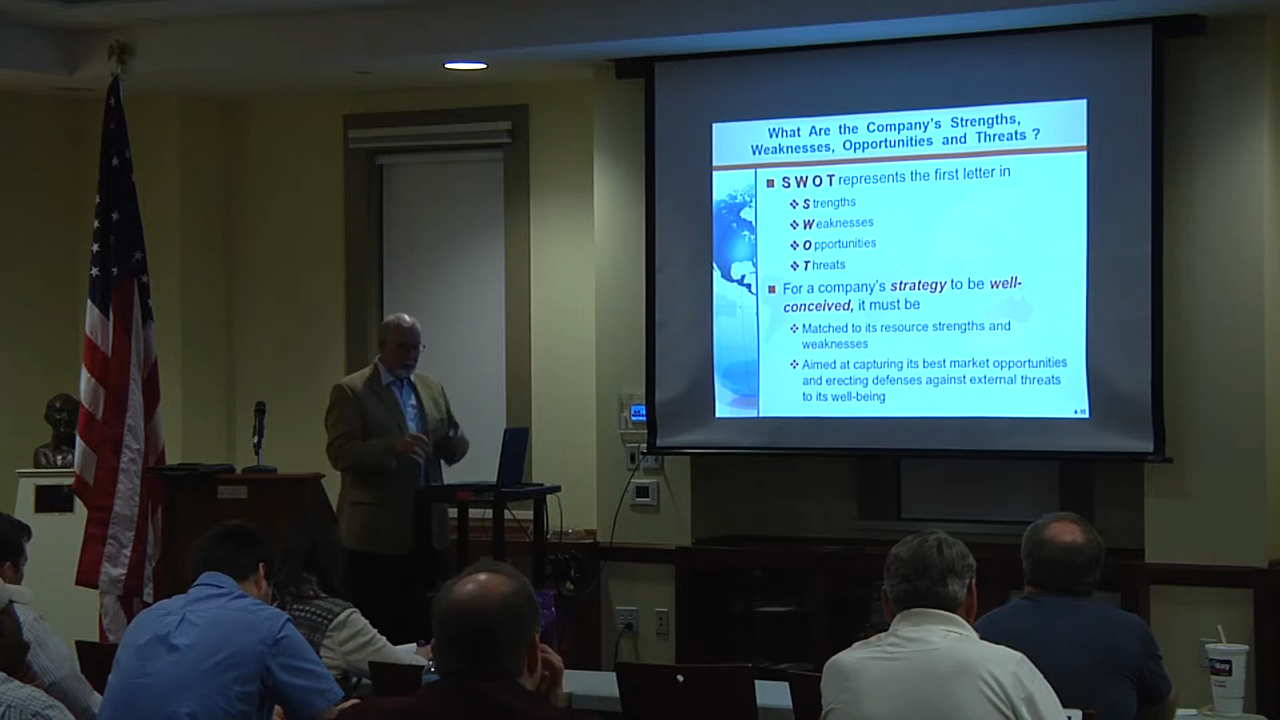 What Are the Company's Strengths,
Weaknesses, Opportunities and Threats ?
S W O T represents the first letter in
Strengths
Weaknesses
Opportunities
Threats
For a company's strategy to be well-
conceived, it must be
Matched to its resource strengths and
weaknesses
Aimed at capturing its best market opportunities
and erecting defenses against external threats
to its well-being